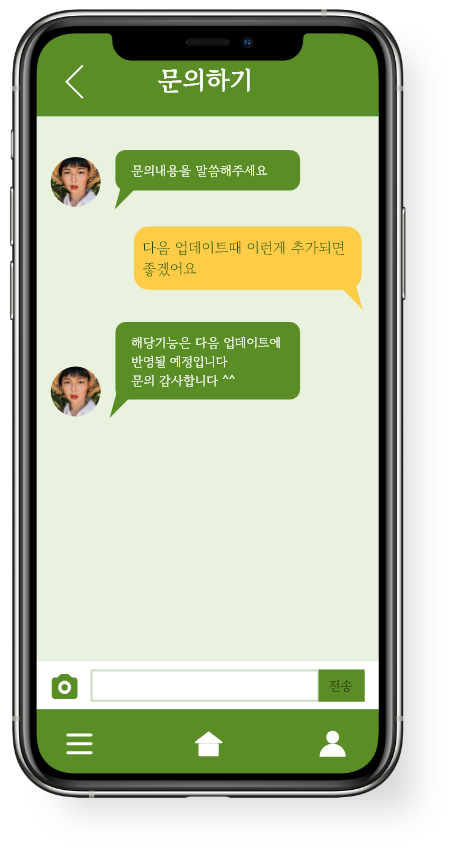 문의하기
문의내용을 말씀해주세요
다음 업데이트때 이런게 추가되면
좋겠어요
해당기능은 다음 업데이트에
반영될 예정입니다
문의 감사합니다 ^^
전송